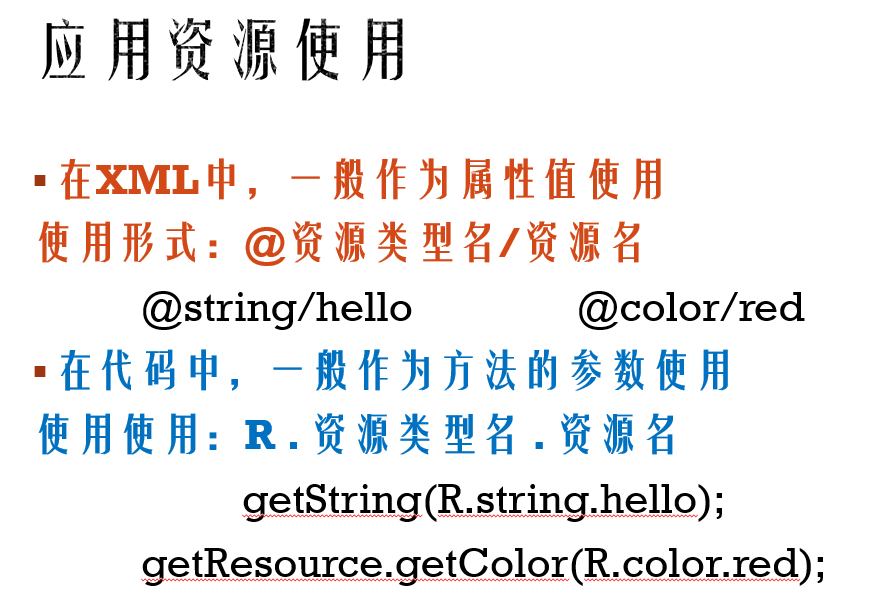 应用资源使用
▪在XML中，一般作为属性值使用
使用形式：@资源类型名/资源名
@string/hello @color/red
▪在代码中，一般作为方法的参数使用
使用使用：R.资源类型名.资源名
getString(R.string.hello);
getResource.getColor(R.color.red);